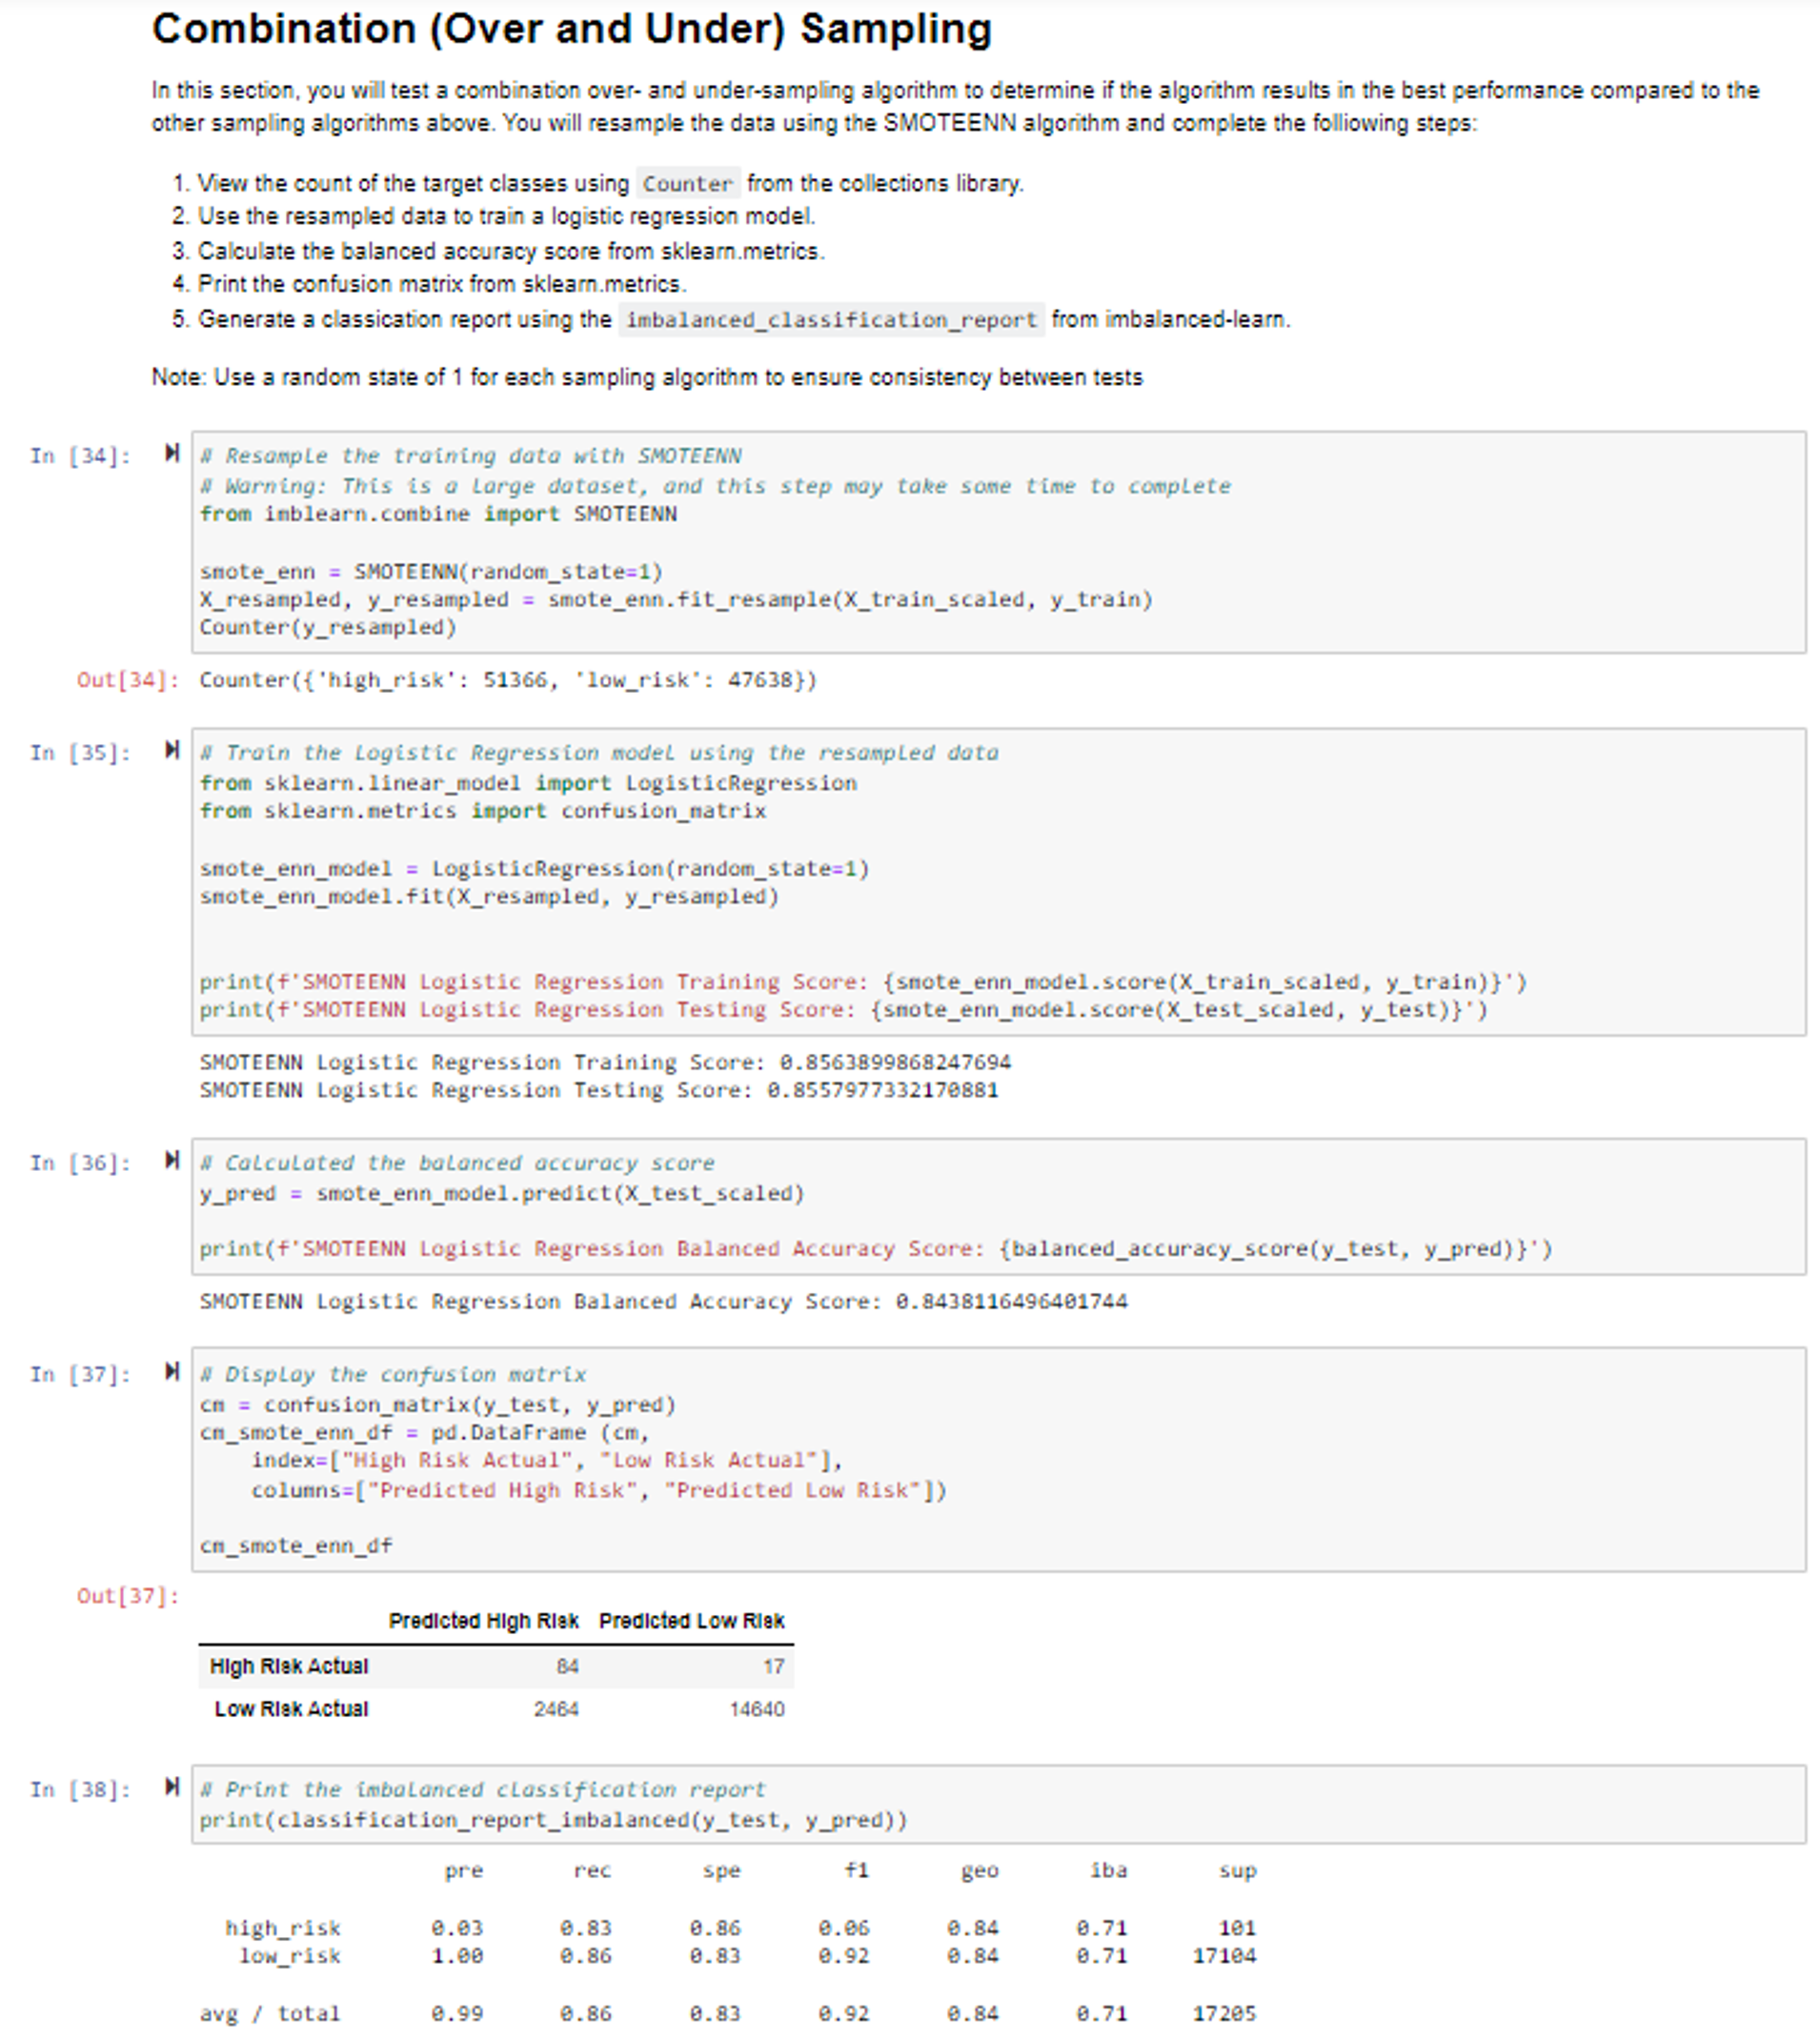 Combination (Over and Under) Sampling
In this section, you will test a combination over- and under-sampling algorithm to determine if the algorithm results in the best performance compared to the
other sampling algorithms above. You will resample the data using the SMOTEENN algorithm and complete the folliowing steps:
1. View the count of the target classes using Counter from the collections library.
2. Use the resampled data to train a logistic regression model.
3. Calculate the balanced accuracy score from sklearn.metrics.
4. Print the confusion matrix from sklearn.metrics.
5. Generate a classication report using the imbalanced_classification_report from imbalanced-learn.
Note: Use a random state of 1 for each sampling algorithm to ensure consistency between tests
In [34]: # Resample the training data with SMOTEENN
# Warning: This is a large dataset, and this step may take some time to complete
from imblearn.combine import SMOTEENN
smote_enn = SMOTEENN(random_state=1)
X_resampled, y_resampled = smote_enn.fit_resample(X_train_scaled, y_train)
Counter(y_resampled)
Out[34]: Counter({'high_risk': 51366, 'low_risk': 47638})
In [35]: # Train the Logistic Regression model using the resampled data
from sklearn.linear_model import LogisticRegression
from sklearn.metrics import confusion_matrix
smote_enn_model = LogisticRegression(random_state=1)
smote_enn_model.fit(X_resampled, y_resampled)
print(f'SMOTEENN Logistic Regression Training Score: {smote_enn_model.score(X_train_scaled, y_train)}')
print(f'SMOTEENN Logistic Regression Testing Score: {smote_enn_model.score(X_test_scaled, y_test)}')
SMOTEENN Logistic Regression Training Score: 0.8563899868247694
SMOTEENN Logistic Regression Testing Score: 0.8557977332170881
In [36]: # Calculated the balanced accuracy score
y_pred = smote_enn_model.predict(X_test_scaled)
print(f'SMOTEENN Logistic Regression Balanced Accuracy Score: {balanced_accuracy_score(y_test, y_pred)}')
SMOTEENN Logistic Regression Balanced Accuracy Score: 0.8438116496401744
In [37]: # Display the confusion matrix
cm = confusion_matrix(y_test, y_pred)
cm_smote_enn_df = pd.DataFrame (cm,
index=["High Risk Actual", "Low Risk Actual"],
columns=["Predicted High Risk", "Predicted Low Risk"])
cm_smote_enn_df
Out[37]:
Predicted High Risk Predicted Low Risk
High Risk Actual 84 17
Low Risk Actual 2464 14640
In [38]: # Print the imbalanced classification report
print(classification_report_imbalanced(y_test, y_pred))
pre rec spe f1 geo iba sup
high_risk 0.03 0.83 0.86 0.06 0.84 0.71 101
low_risk 1.00 0.86 0.83 0.92 0.84 0.71 17104
avg / total 0.99 0.86 0.83 0.92 0.84 0.71 17205